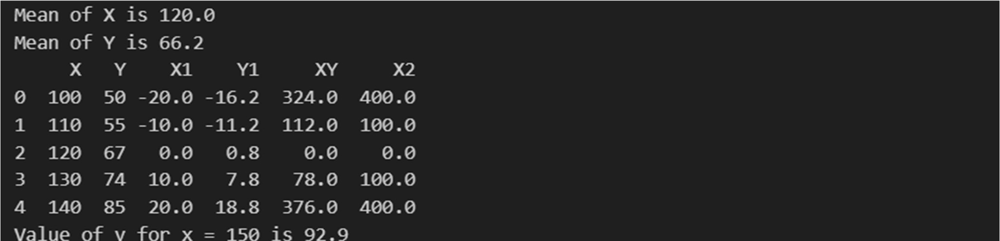 Mean of X is 120.0
Mean of Y is 66.2
X Y X1 Y1 XY X2
0 100 50 -20.0 -16.2 324.0 400.0
1 110 55 -10.0 -11.2 112.0 100.0
2 120 67 0.0 0.8 0.0 0.0
3 130 74 10.0 7.8 78.0 100.0
4 140 85 20.0 18.8 376.0 400.0
Value of y for x = 150 is 92.9